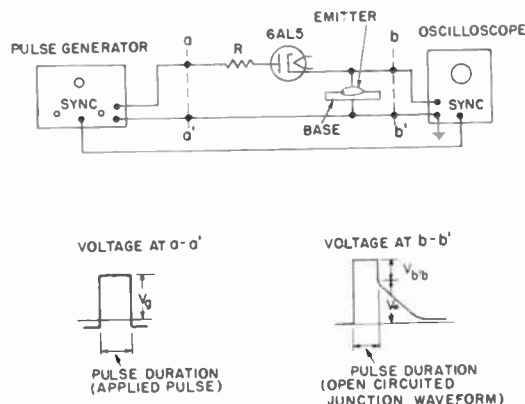 EMITTER
6AL5
OSCILLOSCOPE
PULSE GENERATOR
a
R
b
SYNC
SYNC
a'
BASE
b'
VOLTAGE AT a-a'
VOLTAGE AT b-b'
Vg
Vb'b
Ve
PULSE DURATION
(APPLIED PULSE)
PULSE DURATION
(OPEN CIRCUITED
JUNCTION WAVEFORM)